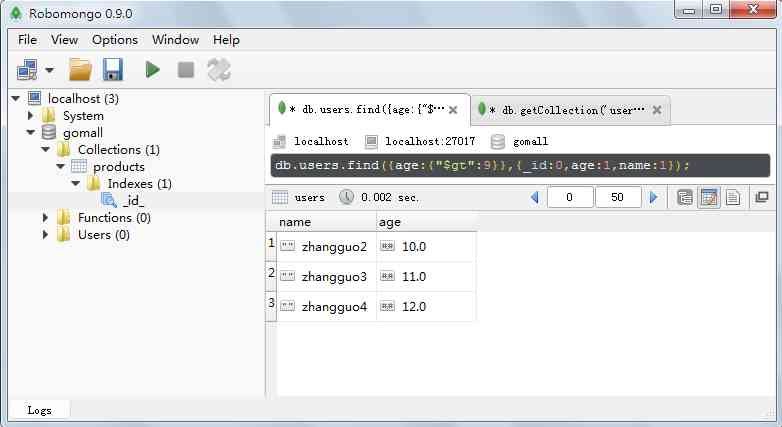 Robomongo 0.9.0
File View Options Window Help
localhost (3)
System
gomall
Collections (1)
products
Indexes (1)
_id_
Functions (0)
Users (0)
* db.users.find({age:{"$···
* db.getCollection('user···
localhost localhost:27017 gomall
db.users.find({age:{"$gt":9}},{_id:0,age:1,name:1});
users 0.002 sec. 0 50
name age
1 "" zhangguo2 ## 10.0
2 "" zhangguo3 ## 11.0
3 "" zhangguo4 ## 12.0
Logs